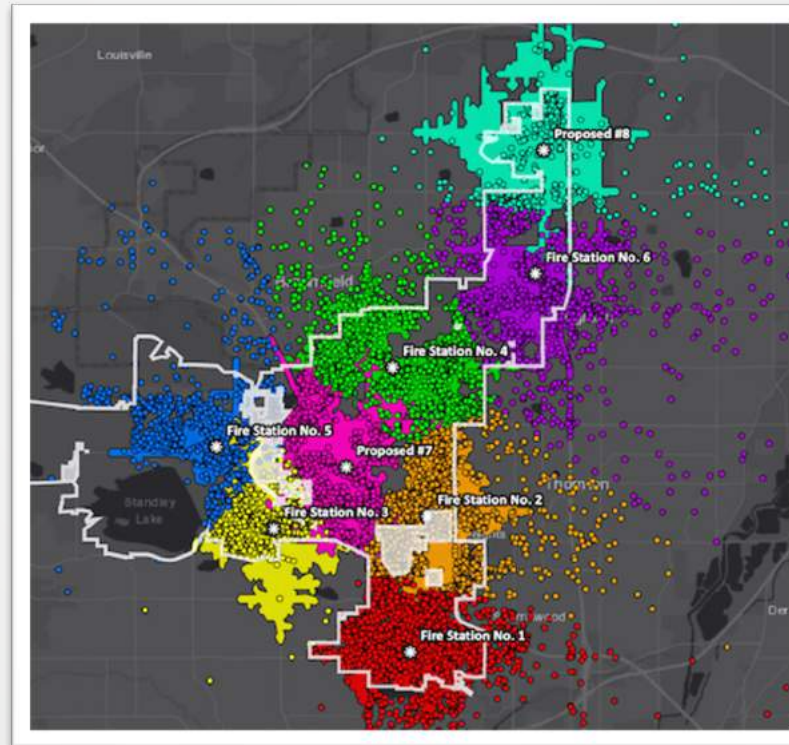 Louisville
Proposed #8
Fire Station No. 6
Fire Station No. 4
Fire Station No. 5
Proposed #7
Standley
Lake
Fire Station No. 2
Fire Station No. 3
Fire Station No. 1